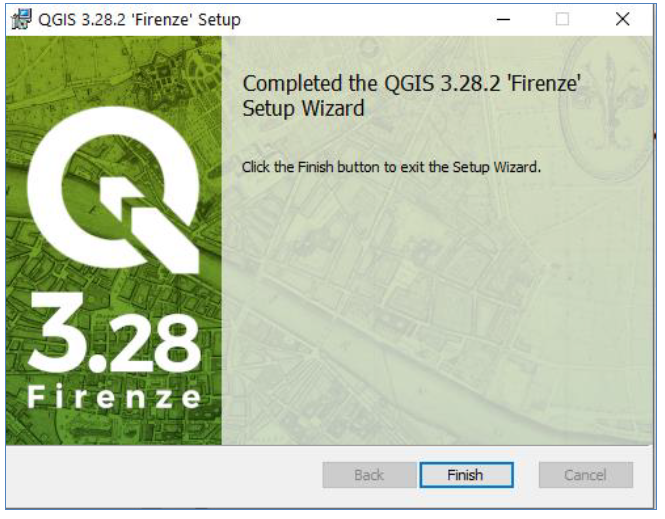 QGIS 3.28.2 'Firenze' Setup
Completed the QGIS 3.28.2 'Firenze'
Setup Wizard
Click the Finish button to exit the Setup Wizard.
3.28
Firenze
Back
Finish
Cancel